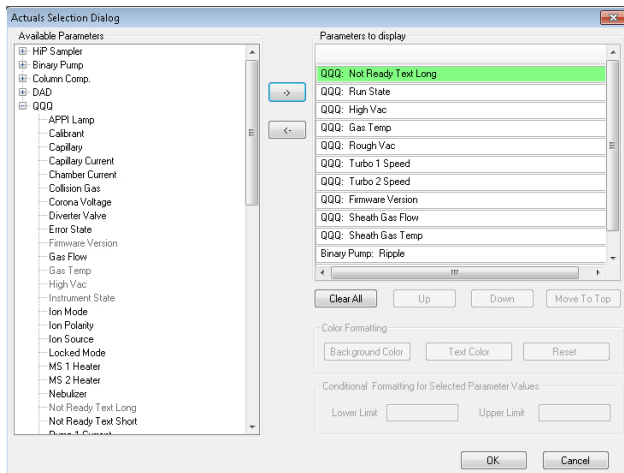 Actuals Selection Dialog
Available Parameters
HiP Sampler
Binary Pump
Column Comp.
DAD
QQQ
APPI Lamp
Calibrant
Capillary
Capillary Current
Chamber Current
Collision Gas
Corona Voltage
Diverter Valve
Error State
Firmware Version
Gas Flow
Gas Temp
High Vac
Instrument State
Ion Mode
Ion Polarity
Ion Source
Locked Mode
MS 1 Heater
MS 2 Heater
Nebulizer
Not Ready Text Long
Not Ready Text Short
Pump 1 Current
->
<-
Parameters to display
QQQ: Not Ready Text Long
QQQ: Run State
QQQ: High Vac
QQQ: Gas Temp
QQQ: Rough Vac
QQQ: Turbo 1 Speed
QQQ: Turbo 2 Speed
QQQ: Firmware Version
QQQ: Sheath Gas Flow
QQQ: Sheath Gas Temp
Binary Pump: Ripple
Clear All Up Down Move To Top
Color Formatting
Background Color Text Color Reset
Conditional Formatting for Selected Parameter Values
Lower Limit Upper Limit
OK Cancel